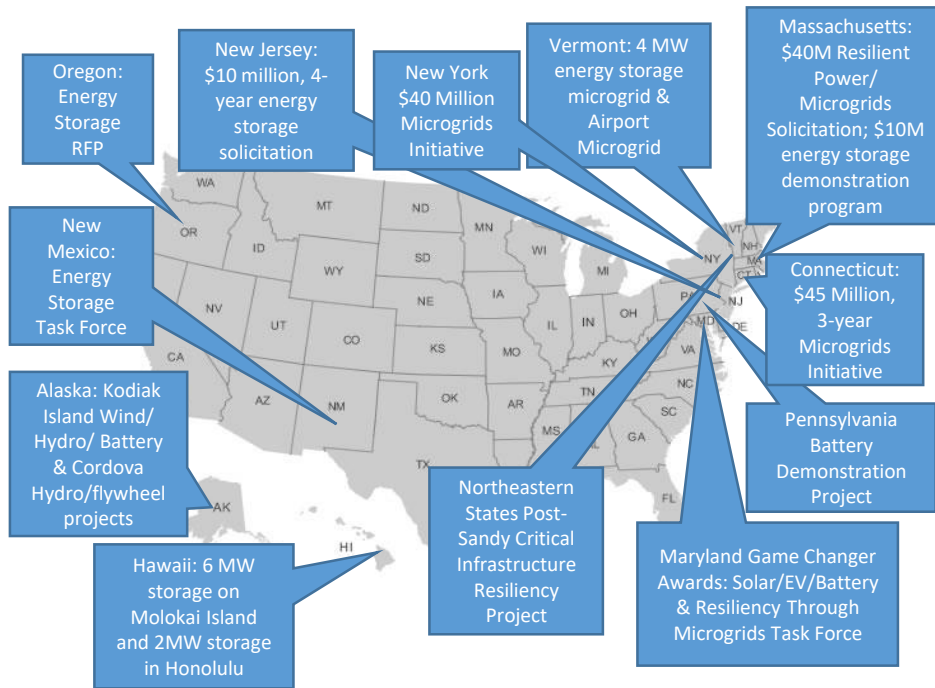 Oregon:
Energy
Storage
RFP
New Jersey:
$10 million, 4-
year energy
storage
solicitation
New York
$40 Million
Microgrids
Initiative
Vermont: 4 MW
energy storage
microgrid &
Airport
Microgrid
Massachusetts:
$40M Resilient
Power/
Microgrids
Solicitation; $10M
energy storage
demonstration
program
New
Mexico:
Energy
Storage
Task Force
Connecticut:
$45 Million,
3-year
Microgrids
Initiative
Alaska: Kodiak
Island Wind/
Hydro/ Battery
& Cordova
Hydro/flywheel
projects
Pennsylvania
Battery
Demonstration
Project
Northeastern
States Post-
Sandy Critical
Infrastructure
Resiliency
Project
Maryland Game Changer
Awards: Solar/EV/Battery
& Resiliency Through
Microgrids Task Force
Hawaii: 6 MW
storage on
Molokai Island
and 2MW storage
in Honolulu
WA
MT
ND
MN
VT
NH
OR
ID
SD
WI
NY
MA
WY
MI
CT
NE
IA
PA
NJ
NV
UT
CO
IL
IN
OH
MD
DE
KS
MO
VA
CA
KY
AZ
NM
OK
AR
TN
NC
SC
MS
GA
TX
FL
AK
HI